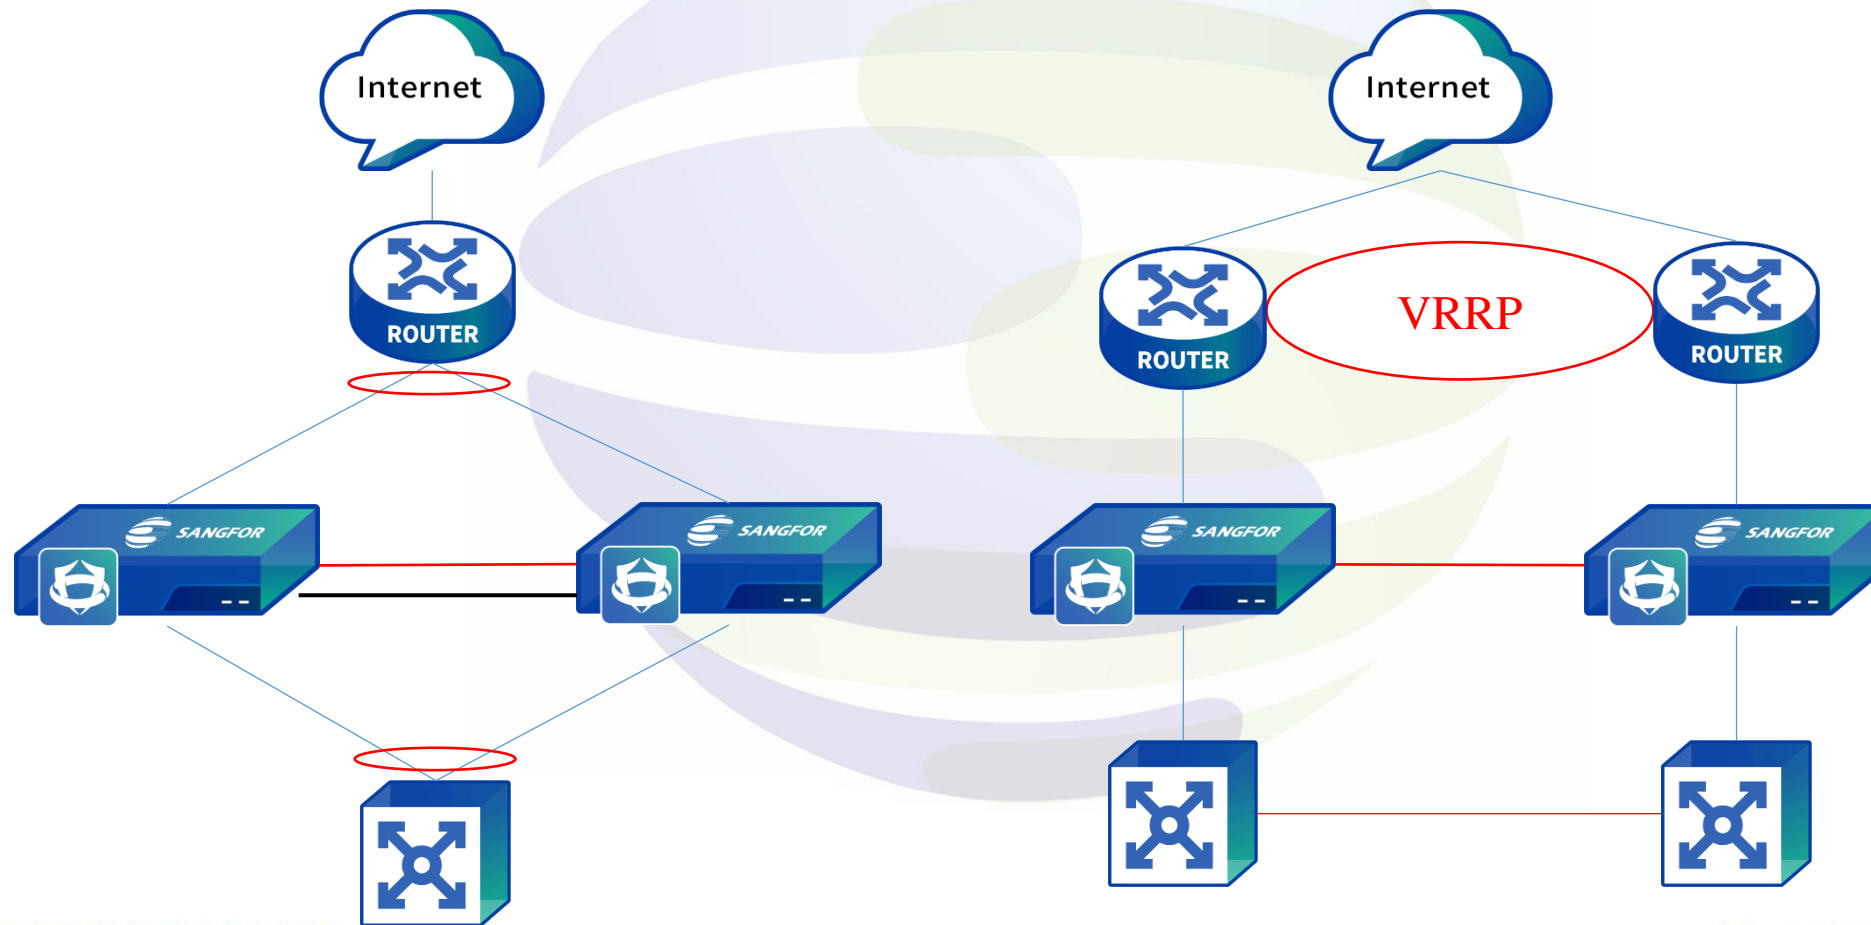 Internet
Internet
ROUTER
ROUTER
VRRP
ROUTER
SANGFOR
SANGFOR
SANGFOR
SANGFOR